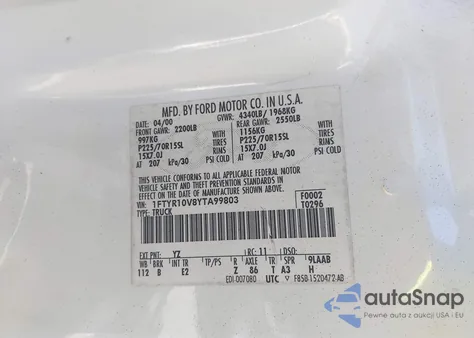 MFD. BY FORD MOTOR CO. IN U.S.A.
DATE: 04/00 GVWR: 4340LB/ 1968KG
FRONT GAWR: 2200LB REAR GAWR: 2550LB
997KG WITH 1156KG WITH
P225/70R15SL TIRES P225/70R15SL TIRES
15X7.0J RIMS 15X7.0J RIMS
AT 207 kPa/30 PSI COLD AT 207 kPa/30 PSI COLD
THIS VEHICLE CONFORMS TO ALL APPLICABLE FEDERAL MOTOR
VEHICLE SAFETY STANDARDS IN EFFECT ON THE DATE OF MANUFACTURE
SHOWN ABOVE.
VIN: 1FTYR10V8YTA99803 F0002
TYPE: TRUCK T0296
EXT PNT: YZ RC: 11 DSO:
WB BRK INT TR TP/PS R AXLE TR SPR 9LAAB
112 B E2 Z 86 T A3 H
EDI-007080 UTC F85B-1520472-AB
autaSnap
Pewne auta z aukcji z USA i EU